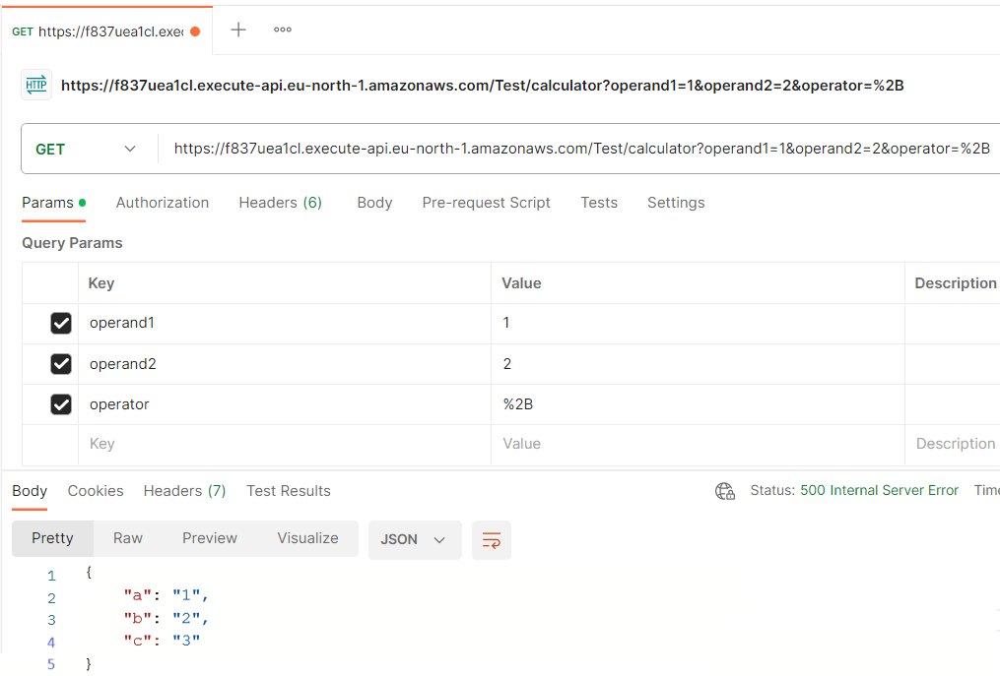 GET https://f837uea1cl.exec
HTTP https://f837uea1cl.execute-api.eu-north-1.amazonaws.com/Test/calculator?operand1=1&operand2=2&operator=%2B
GET https://f837uea1cl.execute-api.eu-north-1.amazonaws.com/Test/calculator?operand1=1&operand2=2&operator=%2B
Params Authorization Headers (6) Body Pre-request Script Tests Settings
Query Params
Key Value Description
operand1 1
operand2 2
operator %2B
Key Value Description
Body Cookies Headers (7) Test Results Status: 500 Internal Server Error Time
Pretty Raw Preview Visualize JSON
1 {
2 "a": "1",
3 "b": "2",
4 "c": "3"
5 }